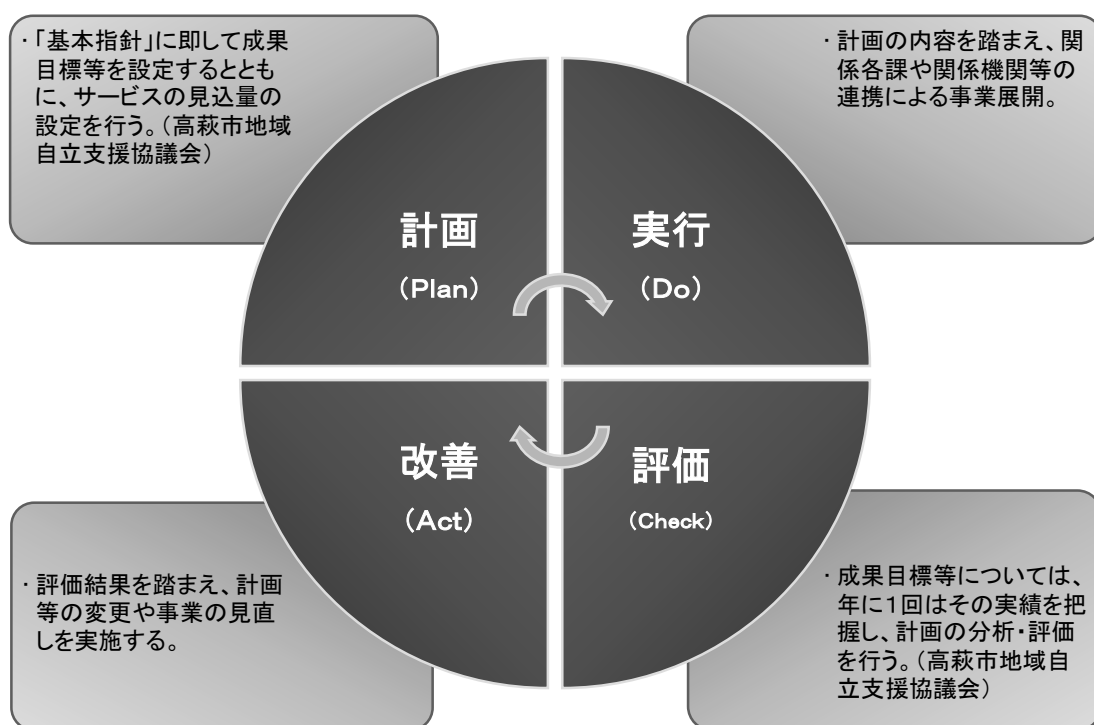 ・「基本指針」に即して成果
目標等を設定するととも
に、サービスの見込量の
設定を行う。(高萩市地域
自立支援協議会)
・計画の内容を踏まえ、関
係各課や関係機関等の
連携による事業展開。
計画
(Plan)
実行
(Do)
改善
(Act)
評価
(Check)
・評価結果を踏まえ、計画
等の変更や事業の見直
しを実施する。
・成果目標等については、
年に1回はその実績を把
握し、計画の分析・評価
を行う。(高萩市地域自
立支援協議会)